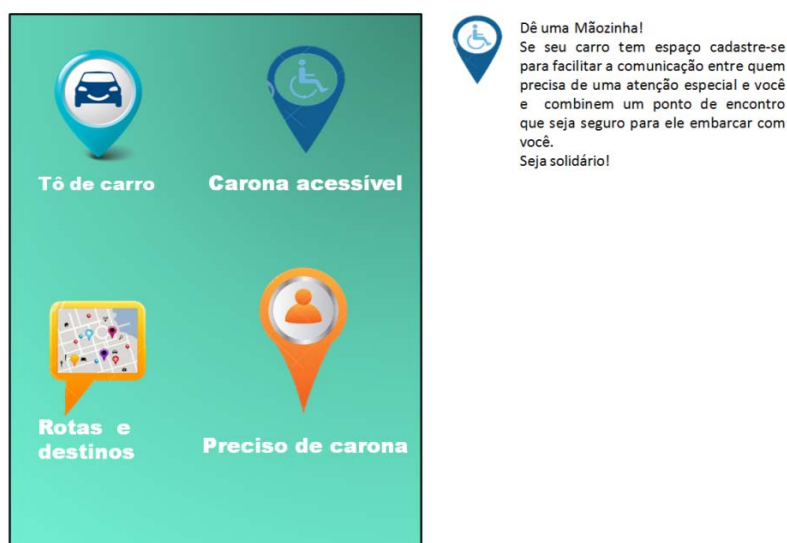 Tô de carro
Carona acessível
Rotas e
destinos
Preciso de carona
Dê uma Mãozinha!
Se seu carro tem espaço cadastre-se
para facilitar a comunicação entre quem
precisa de uma atenção especial e você
e combinem um ponto de encontro
que seja seguro para ele embarcar com
você.
Seja solidário!